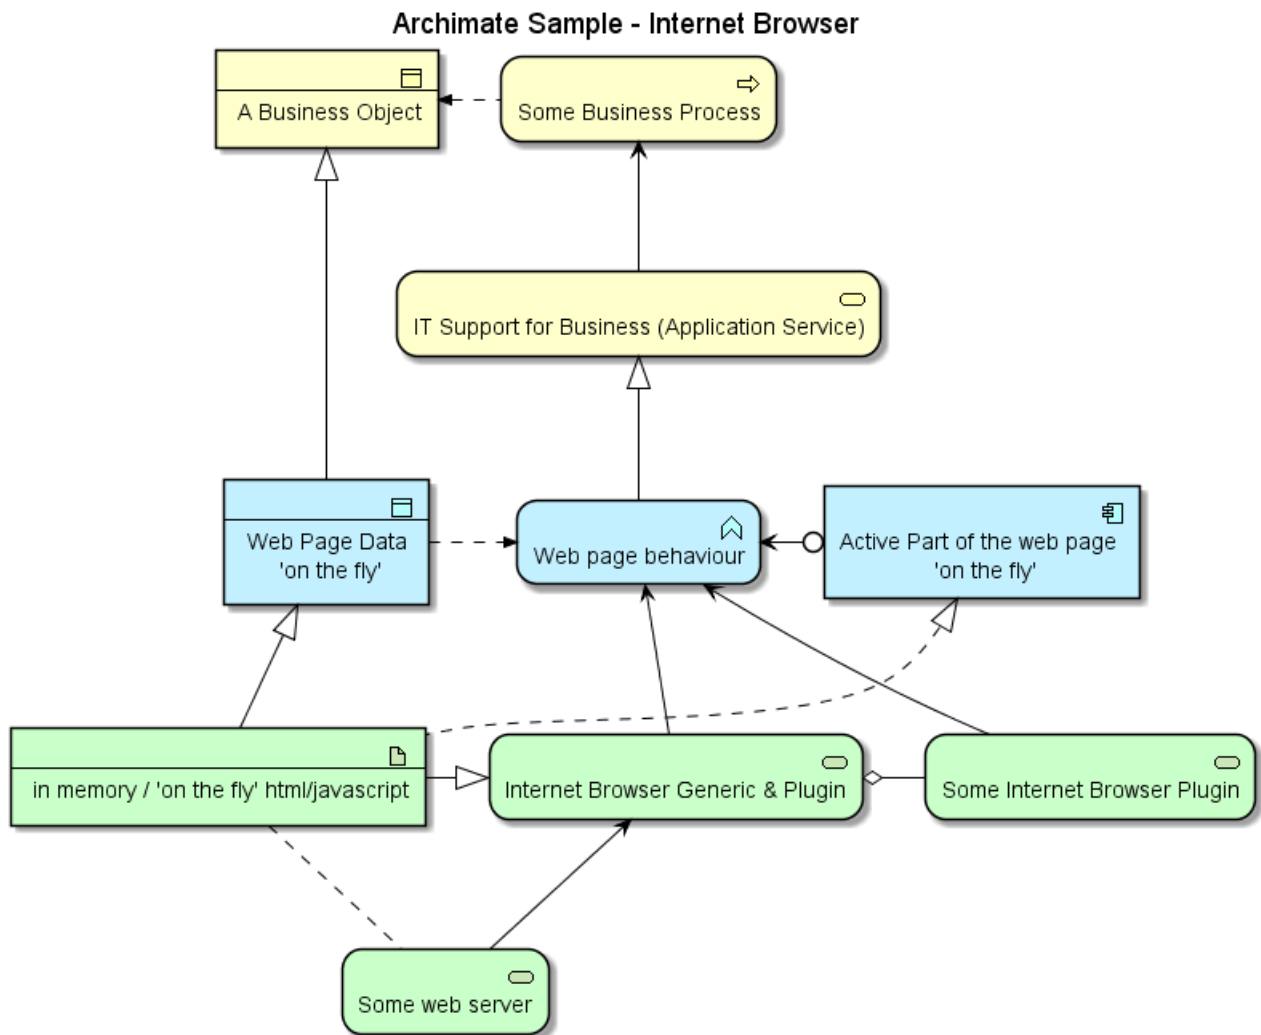 Archimate Sample - Internet Browser
A Business Object
Some Business Process
IT Support for Business (Application Service)
Web Page Data
'on the fly'
Web page behaviour
Active Part of the web page
'on the fly'
in memory / 'on the fly' html/javascript
Internet Browser Generic & Plugin
Some Internet Browser Plugin
Some web server